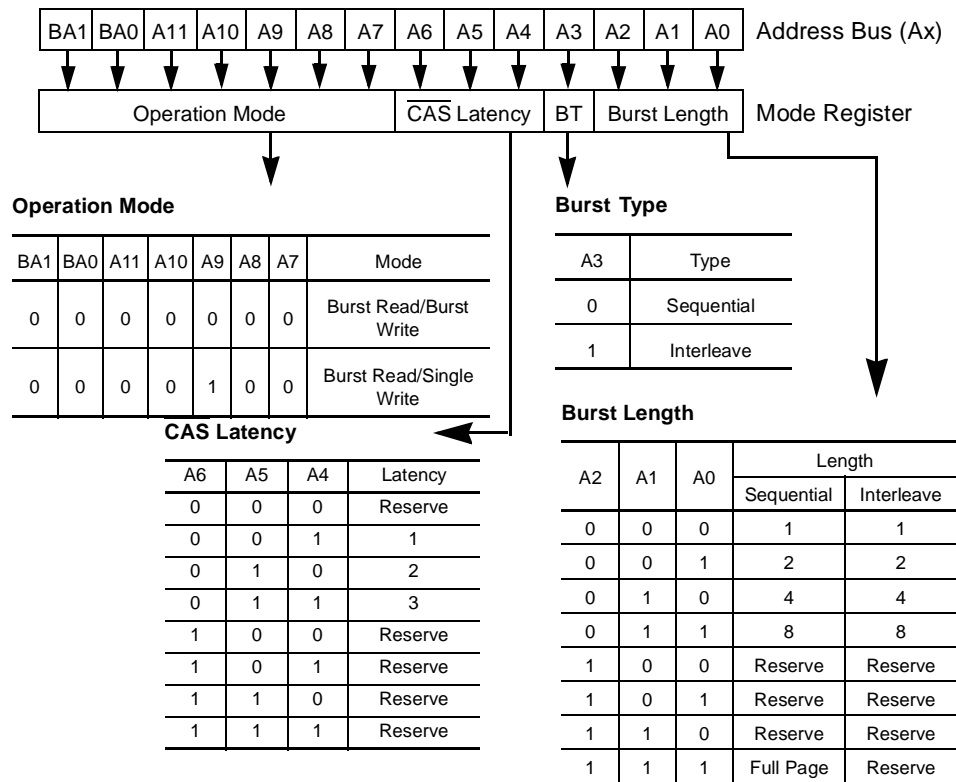 BA1 BA0 A11 A10 A9 A8 A7 A6 A5 A4 A3 A2 A1 A0 Address Bus (Ax)
Operation Mode CAS Latency BT Burst Length Mode Register
Operation Mode
BA1 BA0 A11 A10 A9 A8 A7 Mode
0 0 0 0 0 0 0 Burst Read/Burst
Write
0 0 0 0 1 0 0 Burst Read/Single
Write
Burst Type
A3 Type
0 Sequential
1 Interleave
CAS Latency
A6 A5 A4 Latency
0 0 0 Reserve
0 0 1 1
0 1 0 2
0 1 1 3
1 0 0 Reserve
1 0 1 Reserve
1 1 0 Reserve
1 1 1 Reserve
Burst Length
A2 A1 A0 Length
Sequential Interleave
0 0 0 1 1
0 0 1 2 2
0 1 0 4 4
0 1 1 8 8
1 0 0 Reserve Reserve
1 0 1 Reserve Reserve
1 1 0 Reserve Reserve
1 1 1 Full Page Reserve